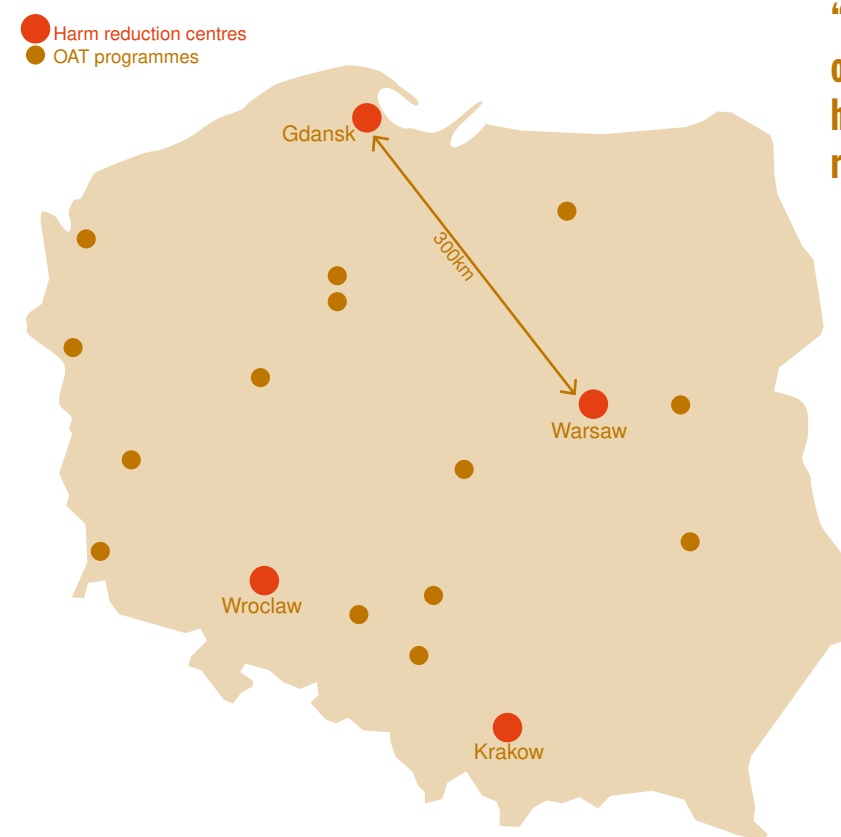 Harm reduction centres
OAT programmes
Gdansk
300km
Warsaw
Wroclaw
Krakow